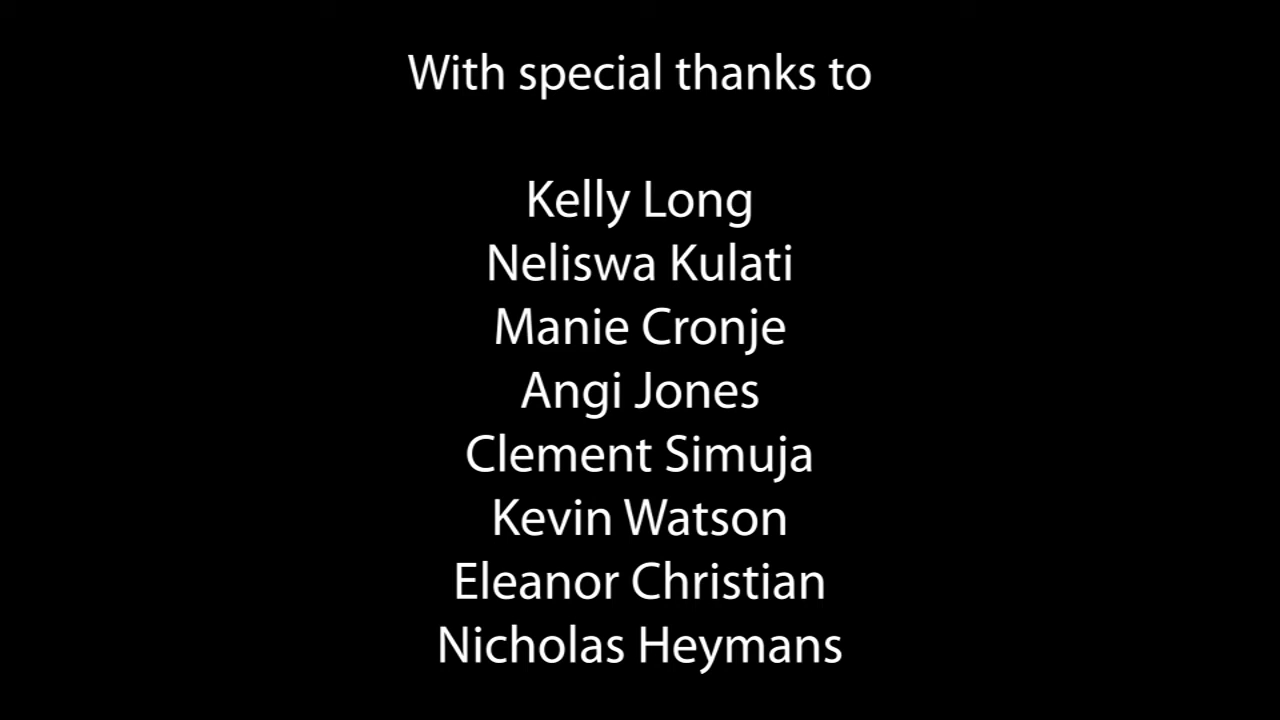 With special thanks to
Kelly Long
Neliswa Kulati
Manie Cronje
Angi Jones
Clement Simuja
Kevin Watson
Eleanor Christian
Nicholas Heymans